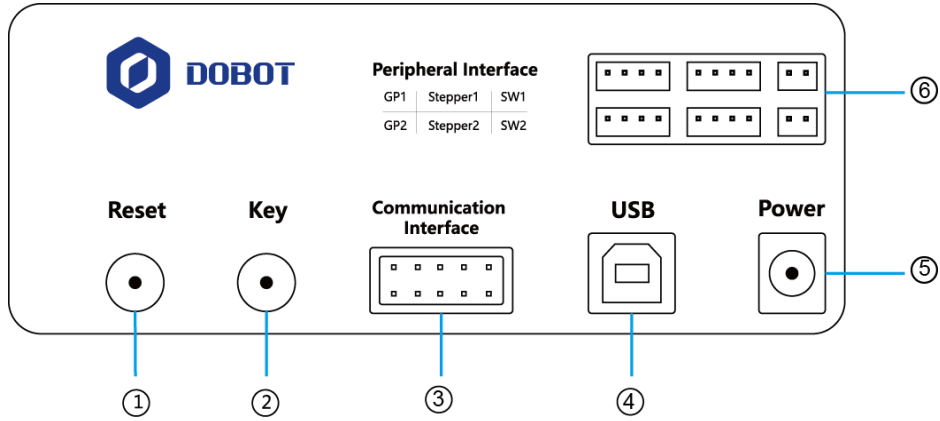 DOBOT
Peripheral Interface
GP1 Stepper1 SW1
GP2 Stepper2 SW2
⑥
Reset
Key
Communication
Interface
USB
Power
⑤
①
②
③
④